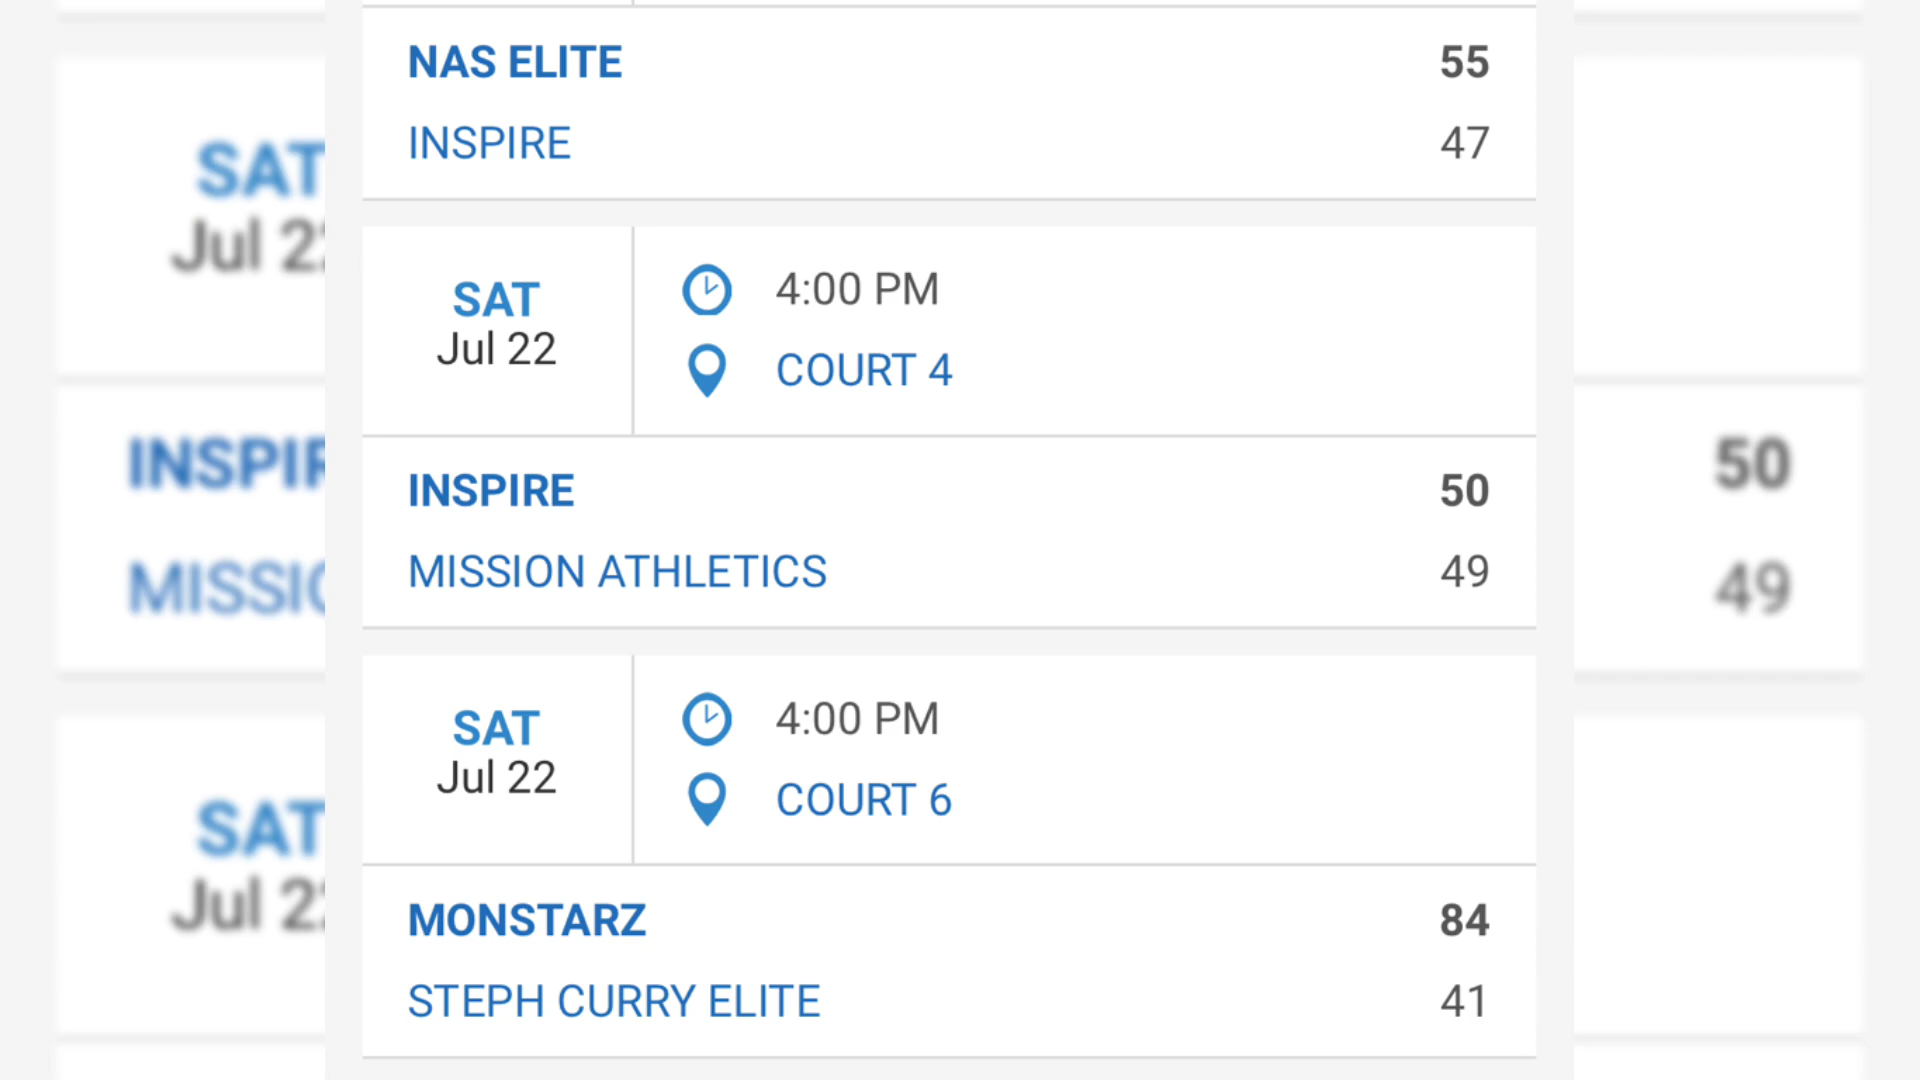 NAS ELITE 55
INSPIRE 47
SAT
Jul 22
4:00 PM
COURT 4
INSPIRE 50
MISSION ATHLETICS 49
SAT
Jul 22
4:00 PM
COURT 6
MONSTARZ 84
STEPH CURRY ELITE 41